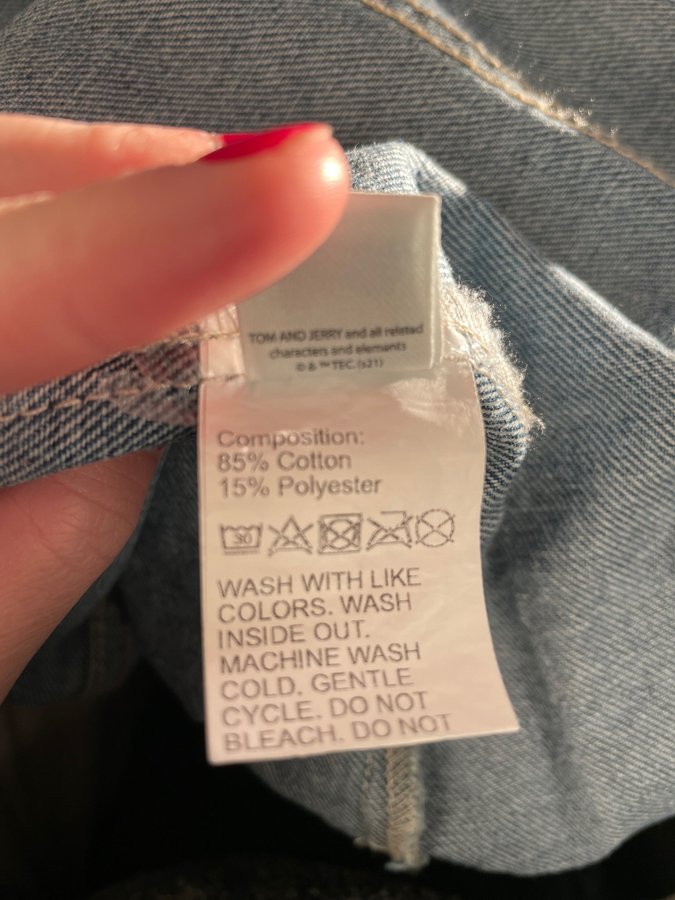 TOM AND JERRY and all related
characters and elements
© & ™ TEC. (s21)
Composition:
85% Cotton
15% Polyester
30
WASH WITH LIKE
COLORS. WASH
INSIDE OUT.
MACHINE WASH
COLD. GENTLE
CYCLE. DO NOT
BLEACH. DO NOT